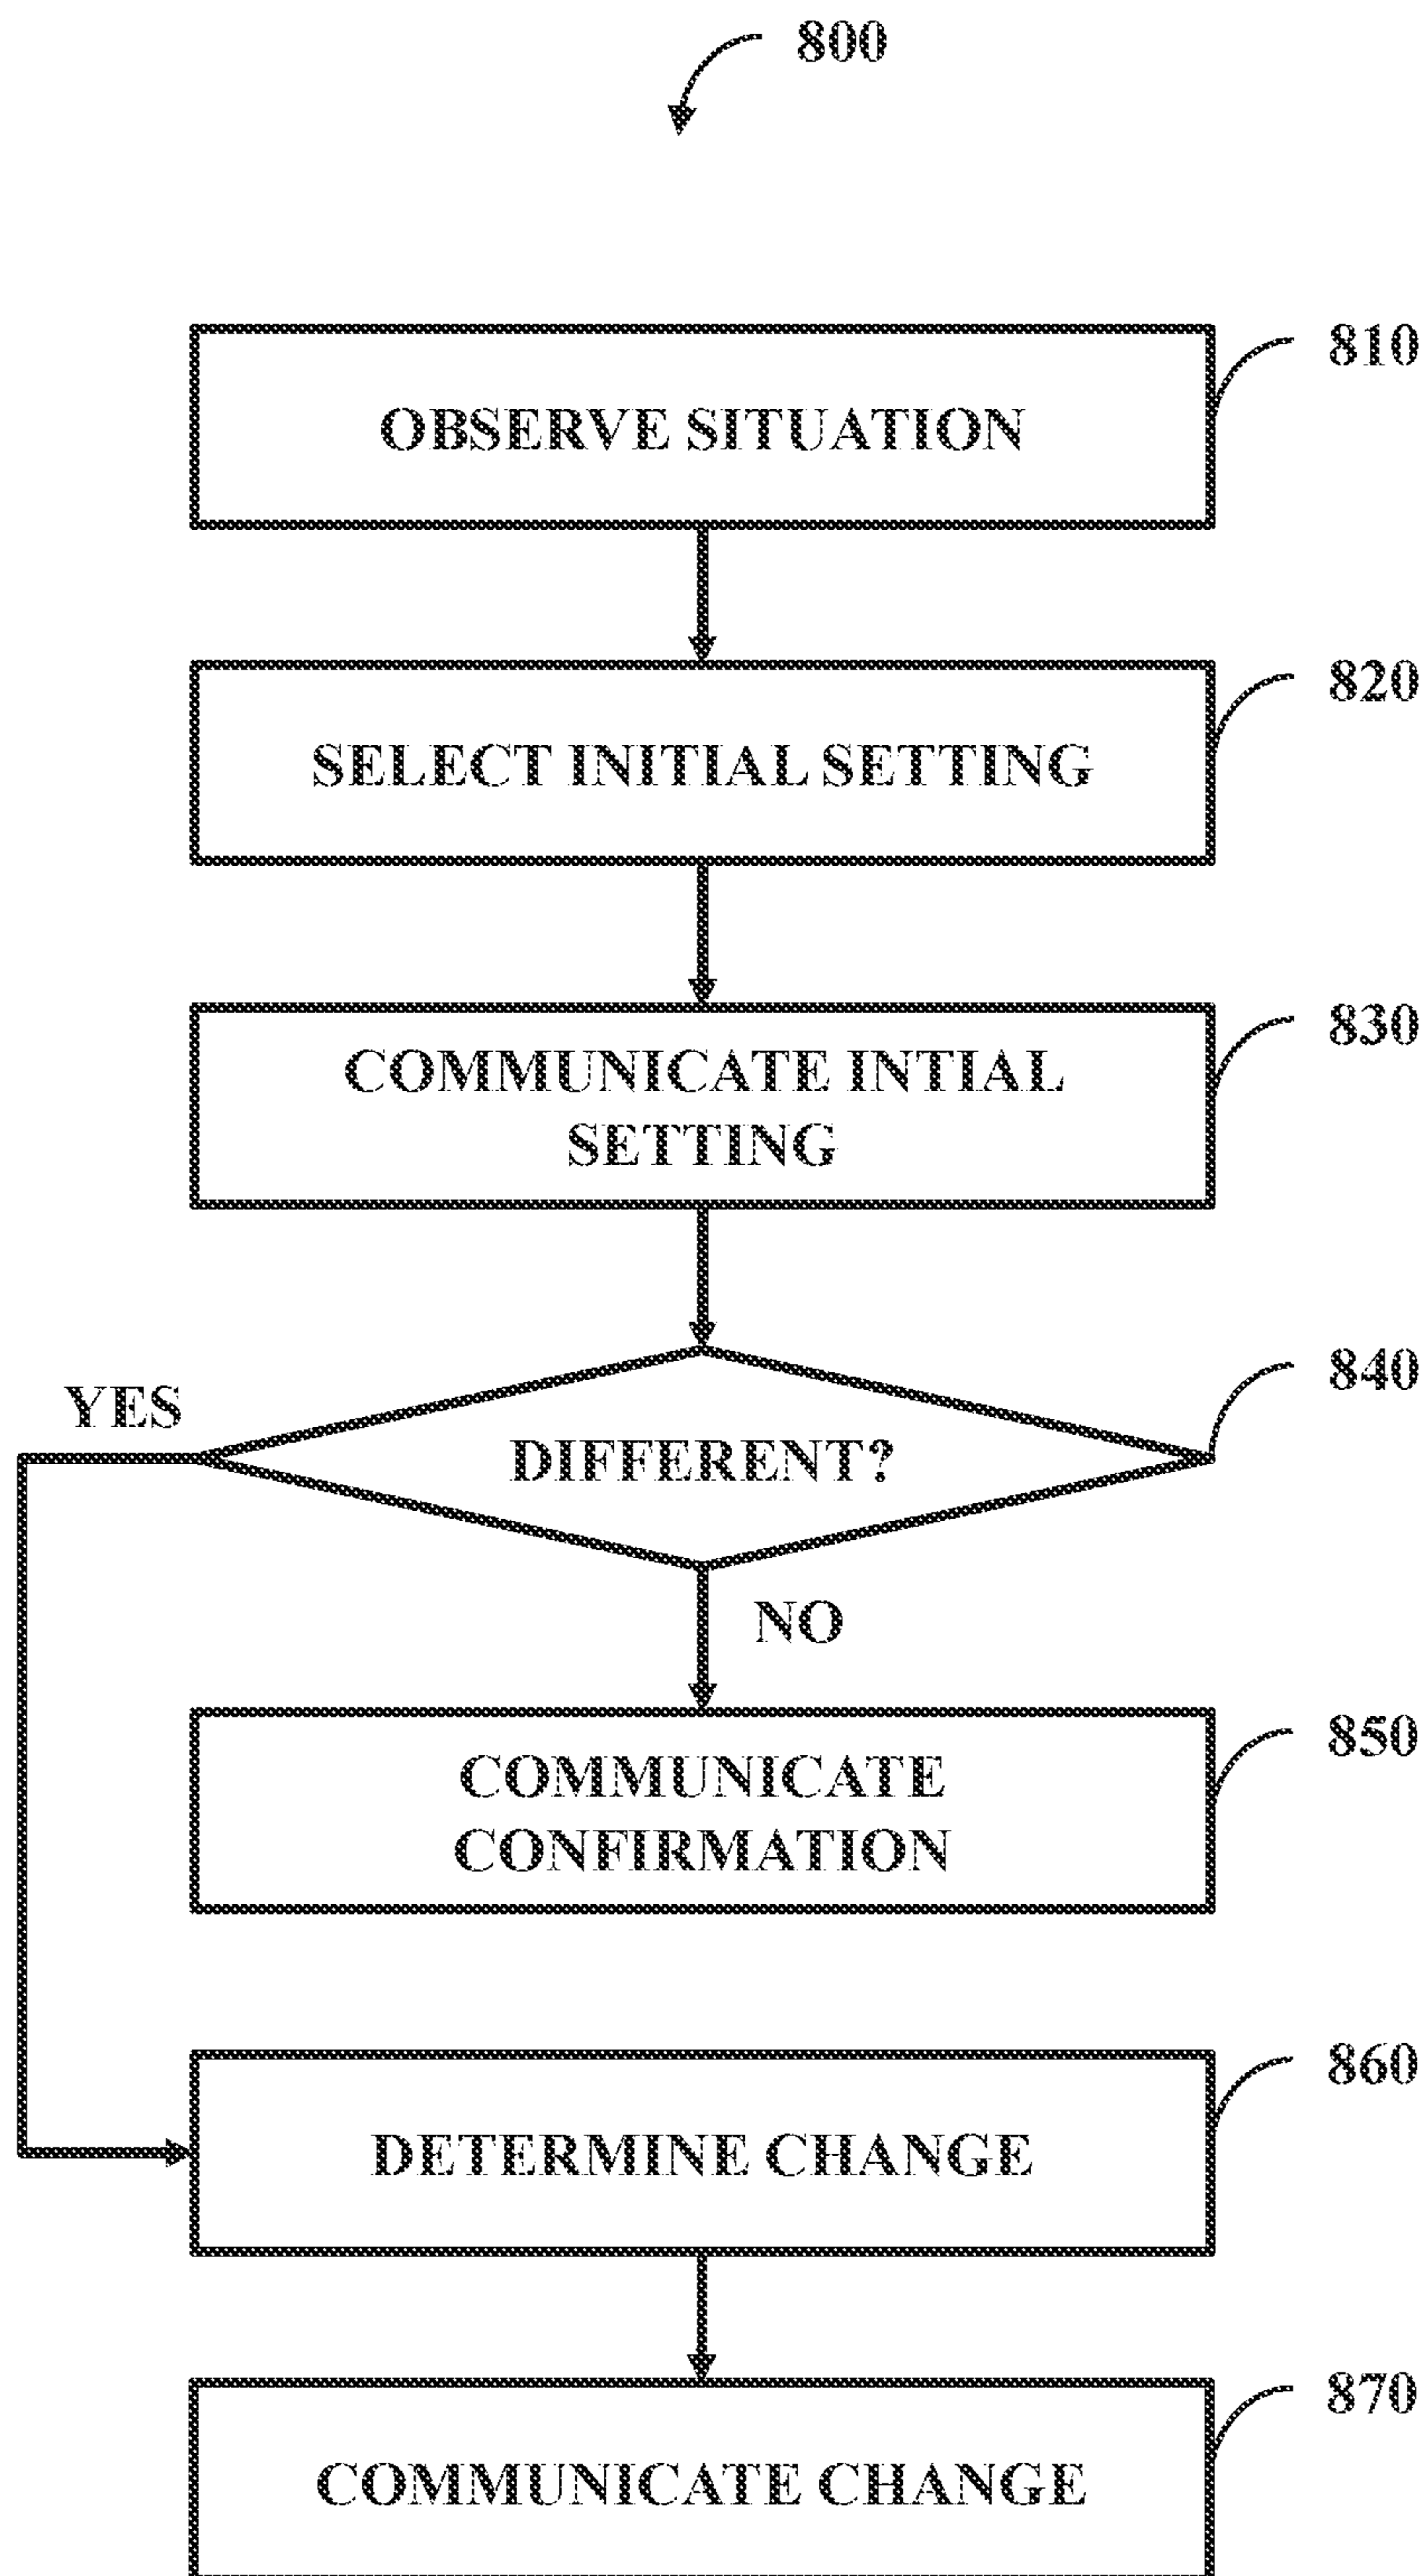 800
OBSERVE SITUATION
810
SELECT INITIAL SETTING
820
COMMUNICATE INTIAL
SETTING
830
DIFFERENT?
840
YES
NO
COMMUNICATE
CONFIRMATION
850
DETERMINE CHANGE
860
COMMUNICATE CHANGE
870